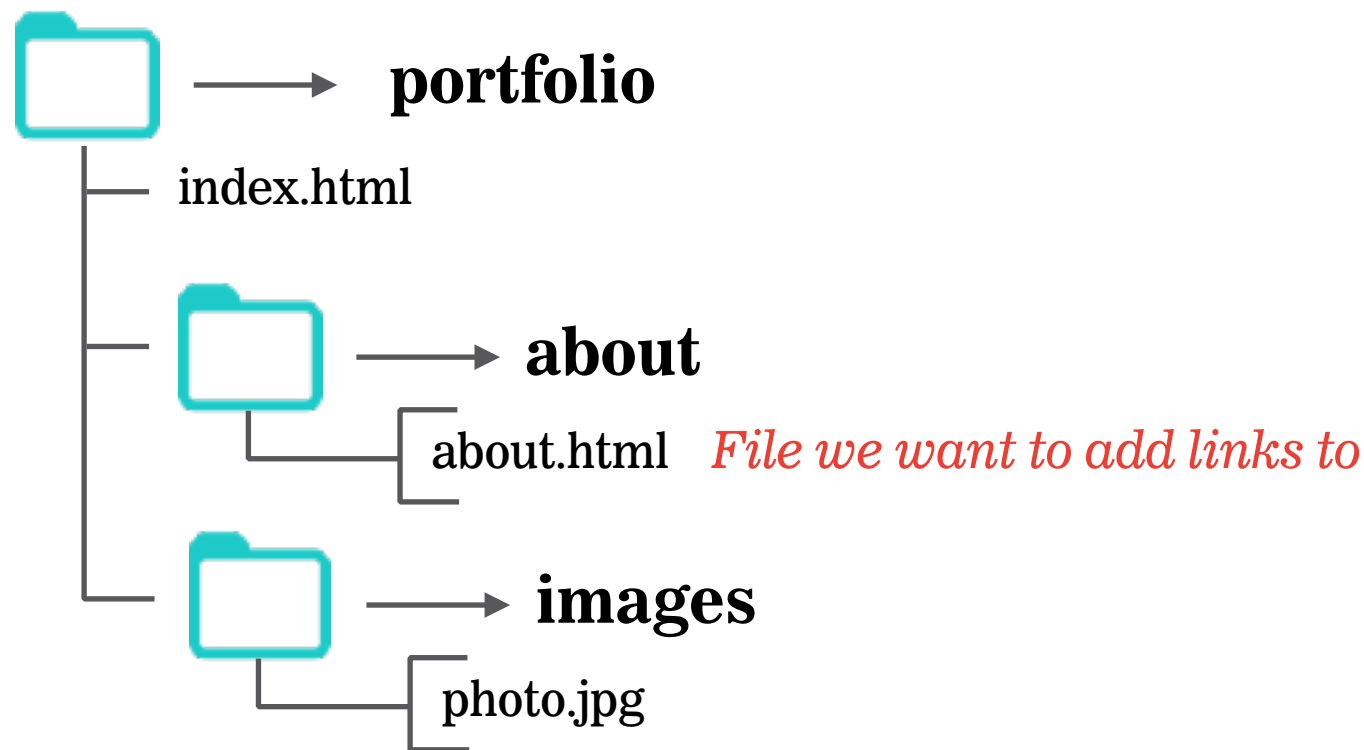 portfolio
index.html
about
about.html File we want to add links to
images
photo.jpg